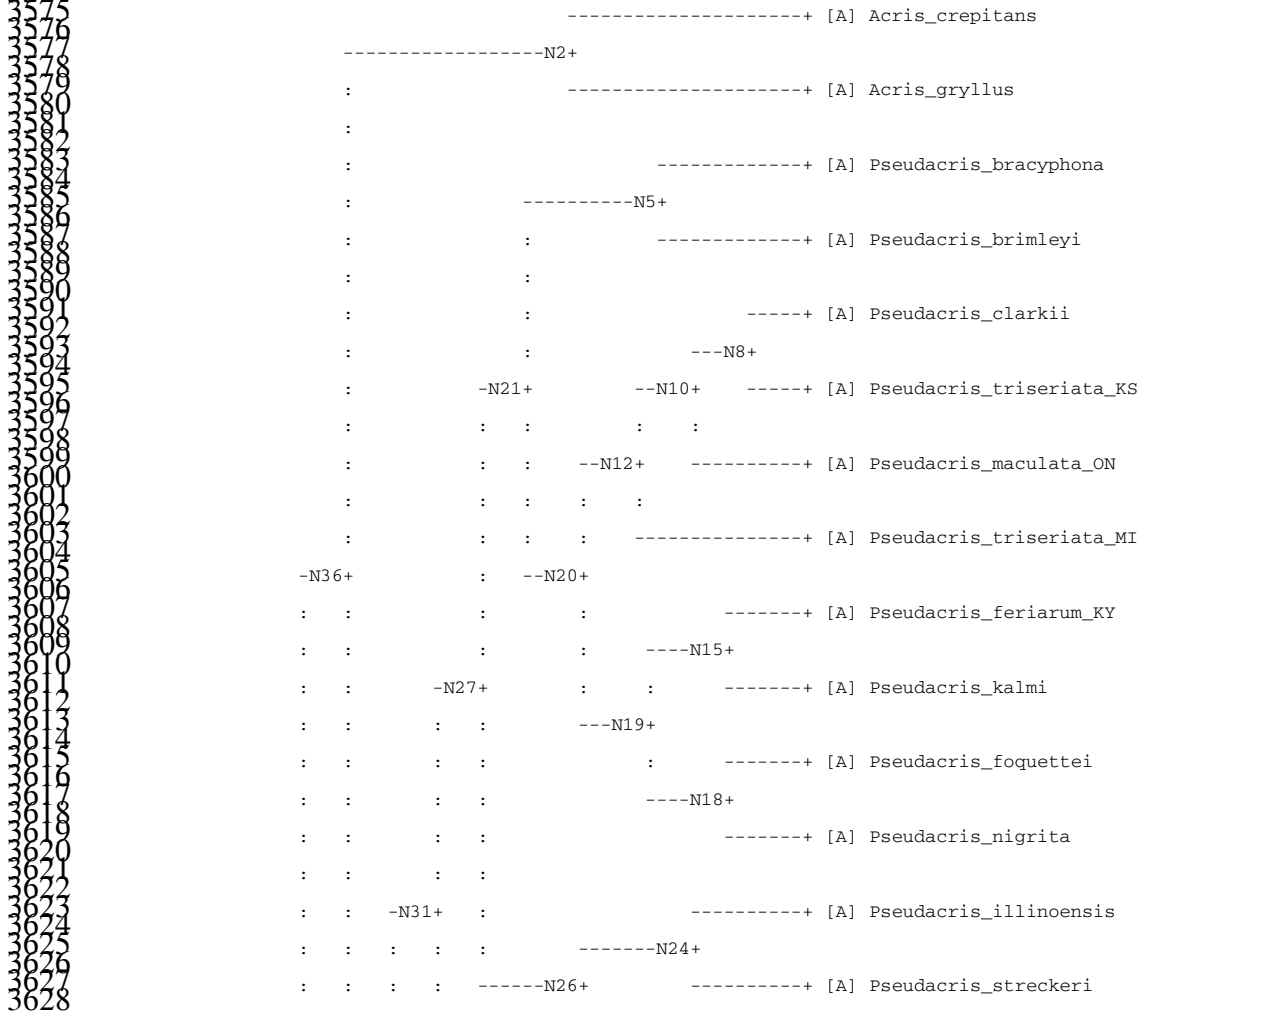 3575 --------------------+ [A] Acris_crepitans
3576
3577 ------------------N2+
3578
3579 : --------------------+ [A] Acris_gryllus
3580
3581 :
3582
3583 : -------------+ [A] Pseudacris_bracyphona
3584
3585 : ----------N5+
3586
3587 : : -------------+ [A] Pseudacris_brimleyi
3588
3589 : :
3590
3591 : : -----+ [A] Pseudacris_clarkii
3592
3593 : : ---N8+
3594
3595 : -N21+ --N10+ -----+ [A] Pseudacris_triseriata_KS
3596
3597 : : : : :
3598
3599 : : : --N12+ ----------+ [A] Pseudacris_maculata_ON
3600
3601 : : : : :
3602
3603 : : : : ---------------+ [A] Pseudacris_triseriata_MI
3604
3605 -N36+ : --N20+
3606
3607 : : : : -------+ [A] Pseudacris_feriarum_KY
3608
3609 : : : : ----N15+
3610
3611 : : -N27+ : : -------+ [A] Pseudacris_kalmi
3612
3613 : : : : ---N19+
3614
3615 : : : : : -------+ [A] Pseudacris_foquettei
3616
3617 : : : : ----N18+
3618
3619 : : : : -------+ [A] Pseudacris_nigrita
3620
3621 : : : :
3622
3623 : : -N31+ : ----------+ [A] Pseudacris_illinoensis
3624
3625 : : : : : -------N24+
3626
3627 : : : : ------N26+ ----------+ [A] Pseudacris_streckeri
3628